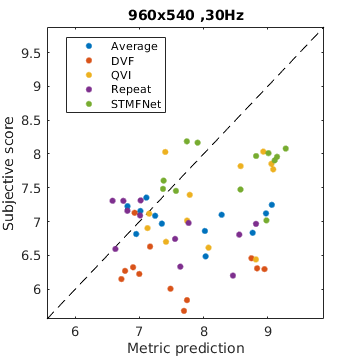 960x540 ,30Hz
Average
DVF
QVI
Repeat
STMFNet
9.5
9
8.5
8
7.5
7
6.5
6
Subjective score
6
7
8
9
Metric prediction